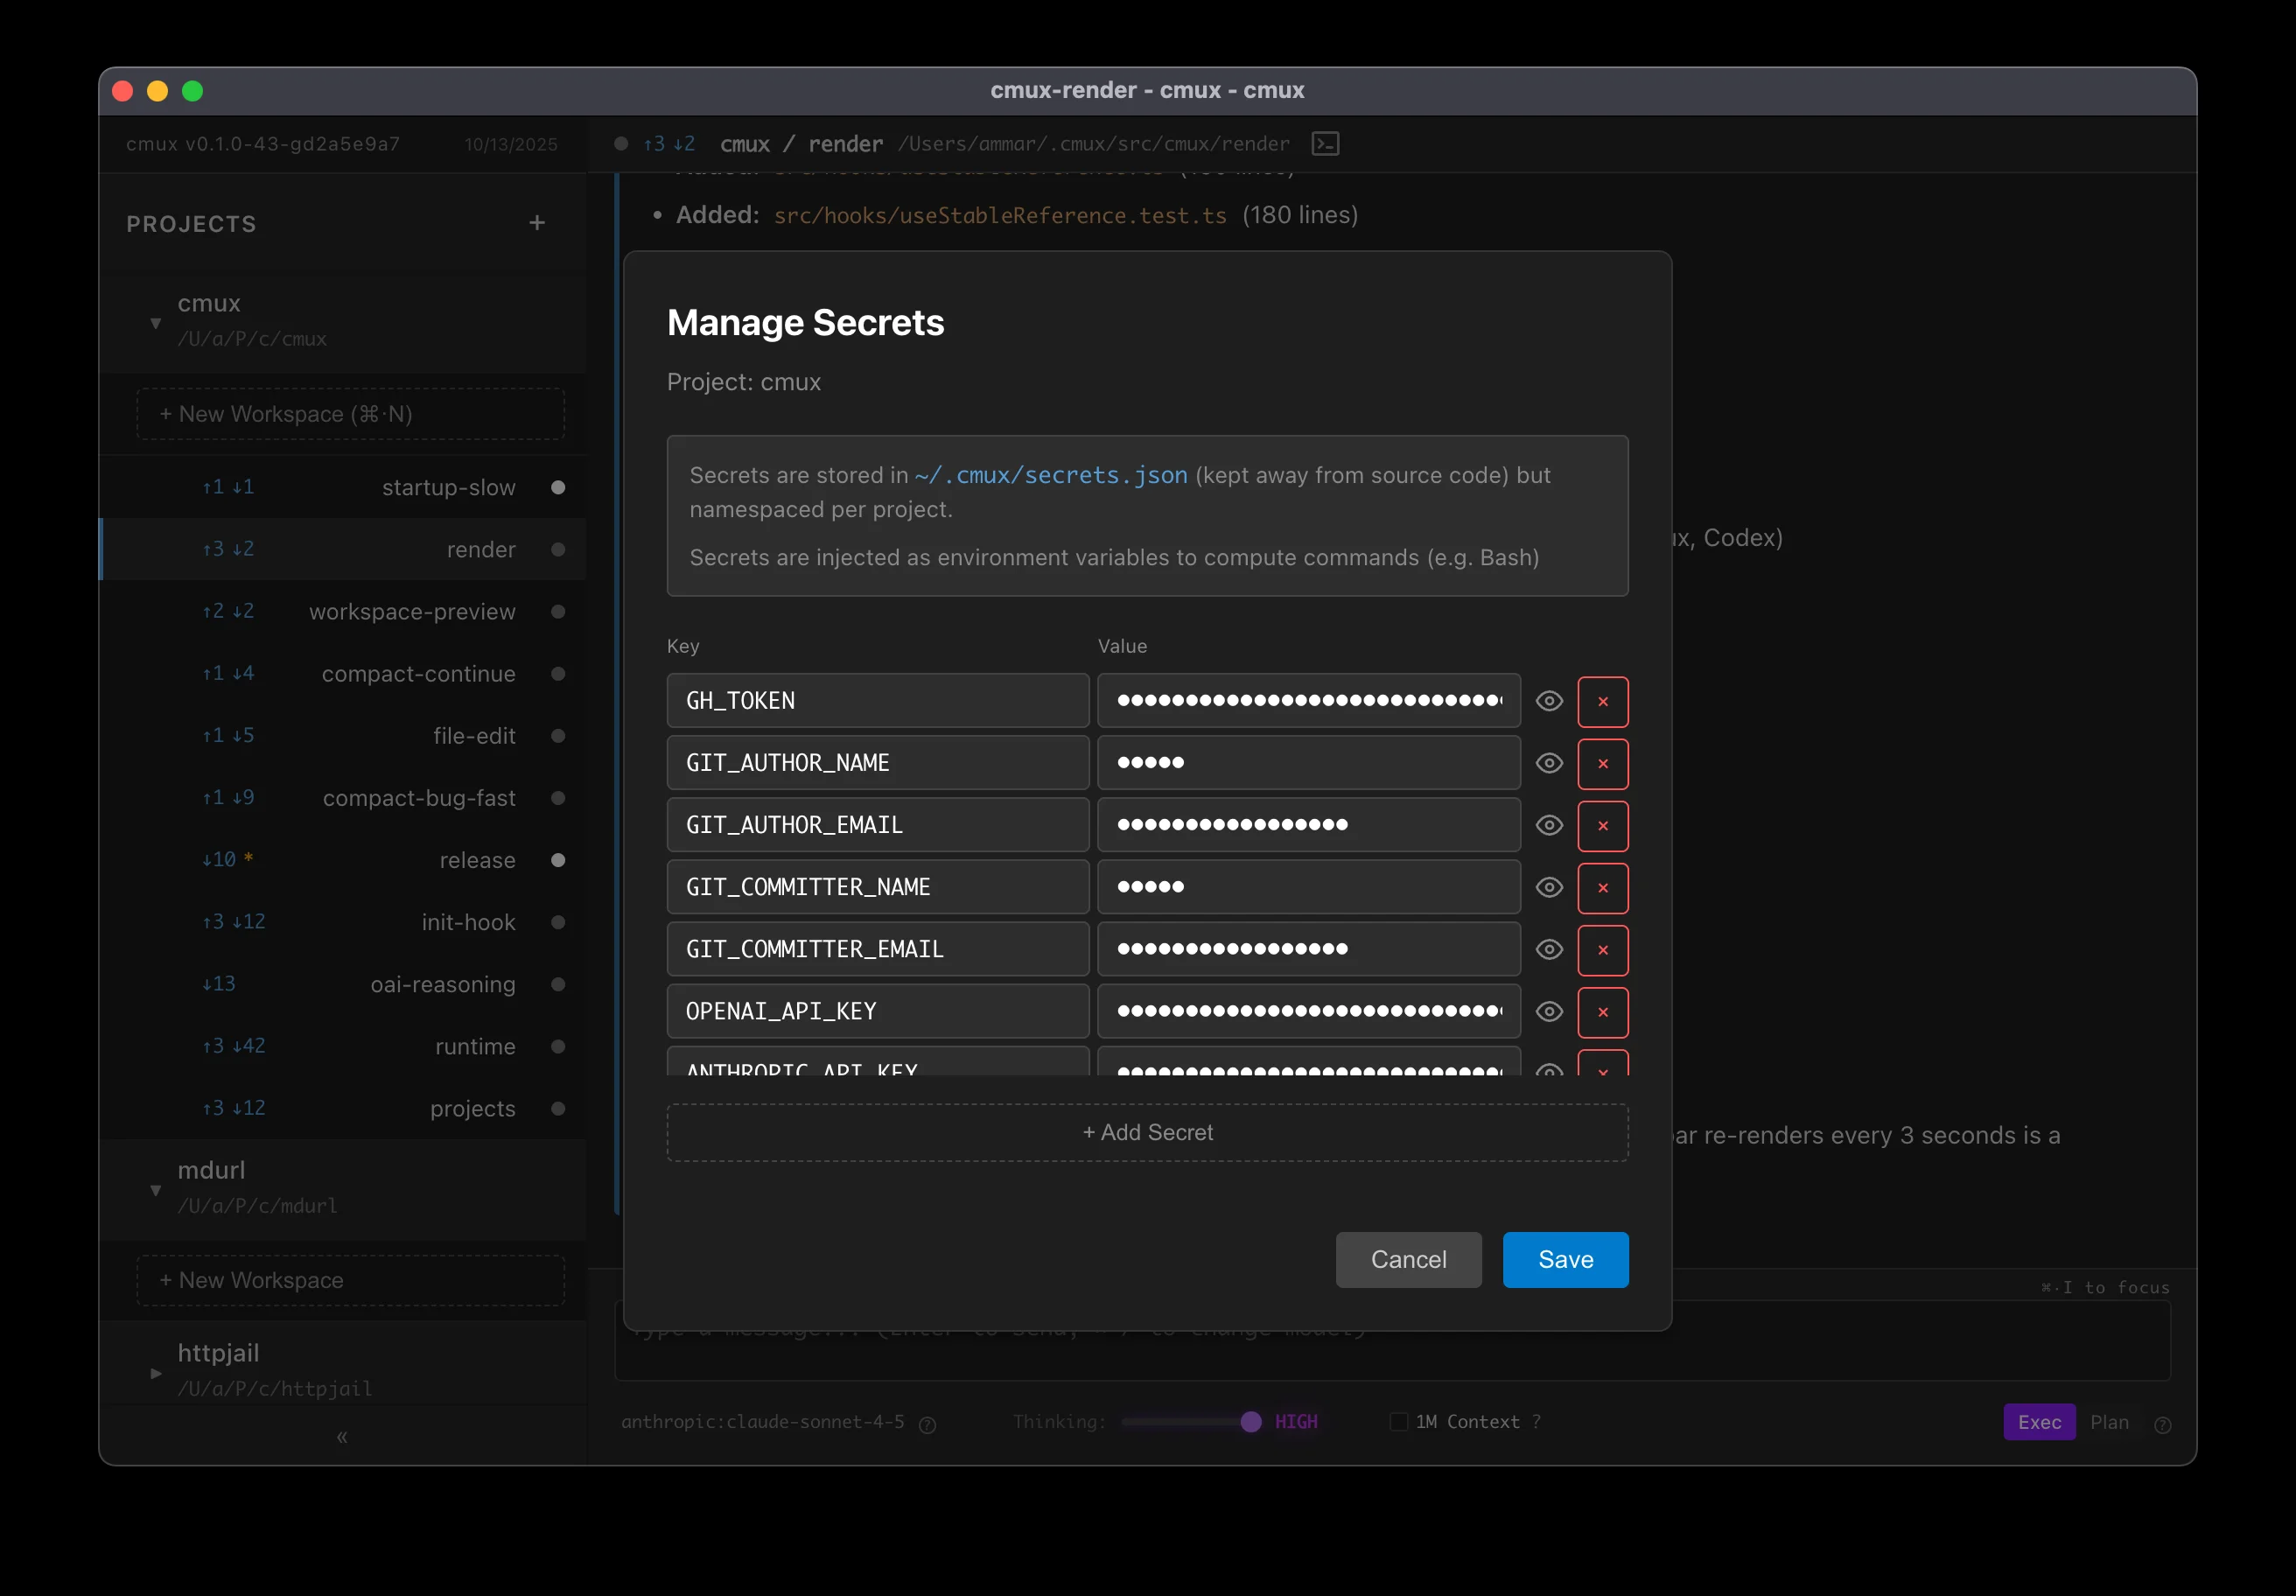 cmux-render - cmux - cmux
cmux v0.1.0-43-gd2a5e9a7 10/13/2025
↑3 ↓2 cmux / render /Users/ammar/.cmux/src/cmux/render
PROJECTS +
cmux
/U/a/P/c/cmux
+ New Workspace (⌘·N)
↑1 ↓1 startup-slow
↑3 ↓2 render
↑2 ↓2 workspace-preview
↑1 ↓4 compact-continue
↑1 ↓5 file-edit
↑1 ↓9 compact-bug-fast
↓10 * release
↑3 ↓12 init-hook
↓13 oai-reasoning
↑3 ↓42 runtime
↑3 ↓12 projects
mdurl
/U/a/P/c/mdurl
+ New Workspace
httpjail
/U/a/P/c/httpjail
«
• Added: src/hooks/useStableReference.test.ts (180 lines)
Manage Secrets
Project: cmux
Secrets are stored in ~/.cmux/secrets.json (kept away from source code) but
namespaced per project.
Secrets are injected as environment variables to compute commands (e.g. Bash)
Key Value
GH_TOKEN
GIT_AUTHOR_NAME
GIT_AUTHOR_EMAIL
GIT_COMMITTER_NAME
GIT_COMMITTER_EMAIL
OPENAI_API_KEY
ANTHROPIC_API_KEY
+ Add Secret
Cancel Save
Codex)
re-renders every 3 seconds is a
⌘·I to focus
anthropic:claude-sonnet-4-5 ? Thinking: HIGH 1M Context ? Exec Plan ?